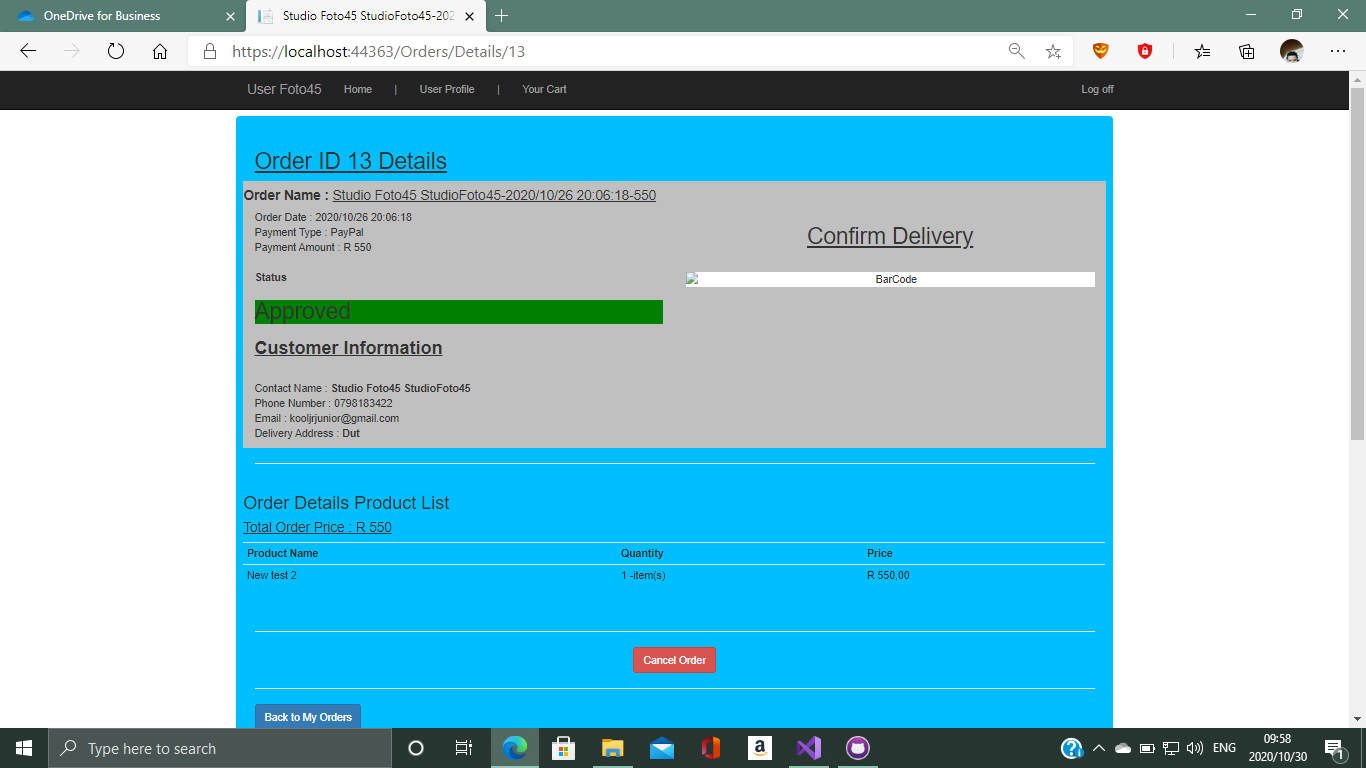 OneDrive for Business
Studio Foto45 StudioFoto45-202
https://localhost:44363/Orders/Details/13
User Foto45 Home | User Profile | Your Cart Log off
Order ID 13 Details
Order Name : Studio Foto45 StudioFoto45-2020/10/26 20:06:18-550
Order Date : 2020/10/26 20:06:18
Payment Type : PayPal
Payment Amount : R 550
Status
Approved
Confirm Delivery
BarCode
Customer Information
Contact Name : Studio Foto45 StudioFoto45
Phone Number : 0798183422
Email : kooljrjunior@gmail.com
Delivery Address : Dut
Order Details Product List
Total Order Price : R 550
Product Name Quantity Price
New test 2 1 -item(s) R 550,00
Cancel Order
Back to My Orders
Type here to search
ENG
09:58
2020/10/30
1